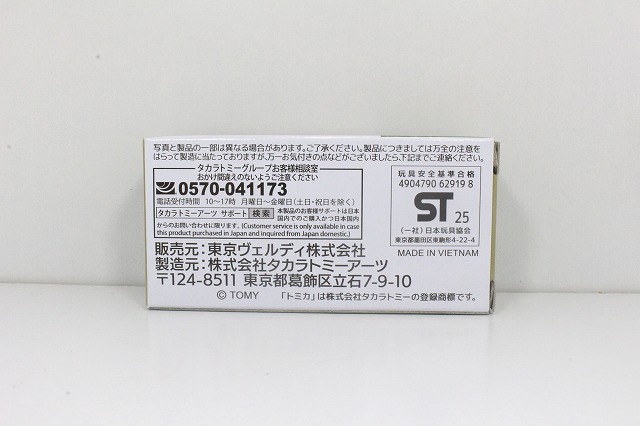 写真と製品の一部は異なる場合があります。ご了承ください。製品につきましては万全の注意を
はらって製造に当たっておりますが、万一お気付きの点などがございましたら、下記までご連絡ください。
タカラトミーグループお客様相談室
おかけ間違えのないようご注意ください
0570-041173
電話受付時間 10〜17時 月曜日〜金曜日(土日・祝日を除く)
タカラトミーアーツ サポート 検索 本製品のお客様サポートは日本
国内でのご購入かつ日本国内
からのお問い合わせに限ります。(Customer service is only available in case
this product purchased in Japan and inquired from Japan domestic.)
玩具安全基準合格
4904790 62919 8
ST 25
(一社)日本玩具協会
東京都墨田区東駒形4-22-4
MADE IN VIETNAM
販売元:東京ヴェルディ株式会社
製造元:株式会社タカラトミーアーツ
〒124-8511 東京都葛飾区立石7-9-10
© TOMY 「トミカ」は株式会社タカラトミーの登録商標です。